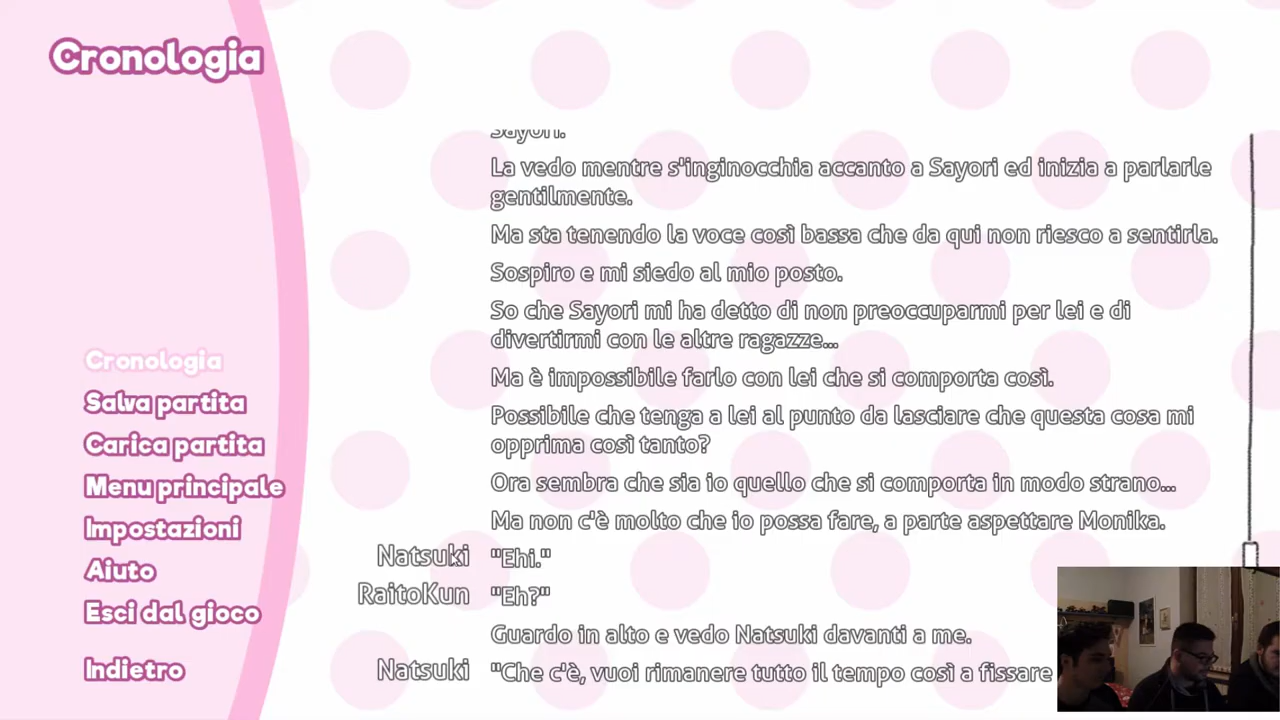 Cronologia
Sayori.
La vedo mentre s'inginocchia accanto a Sayori ed inizia a parlarle
gentilmente.
Ma sta tenendo la voce così bassa che da qui non riesco a sentirla.
Sospiro e mi siedo al mio posto.
So che Sayori mi ha detto di non preoccuparmi per lei e di
divertirmi con le altre ragazze...
Ma è impossibile farlo con lei che si comporta così.
Possibile che tenga a lei al punto da lasciare che questa cosa mi
opprima così tanto?
Ora sembra che sia io quello che si comporta in modo strano...
Ma non c'è molto che io possa fare, a parte aspettare Monika.
Natsuki "Ehi."
RaitoKun "Eh?"
Guardo in alto e vedo Natsuki davanti a me.
Natsuki "Che c'è, vuoi rimanere tutto il tempo così a fissare
Cronologia
Salva partita
Carica partita
Menu principale
Impostazioni
Aiuto
Esci dal gioco
Indietro